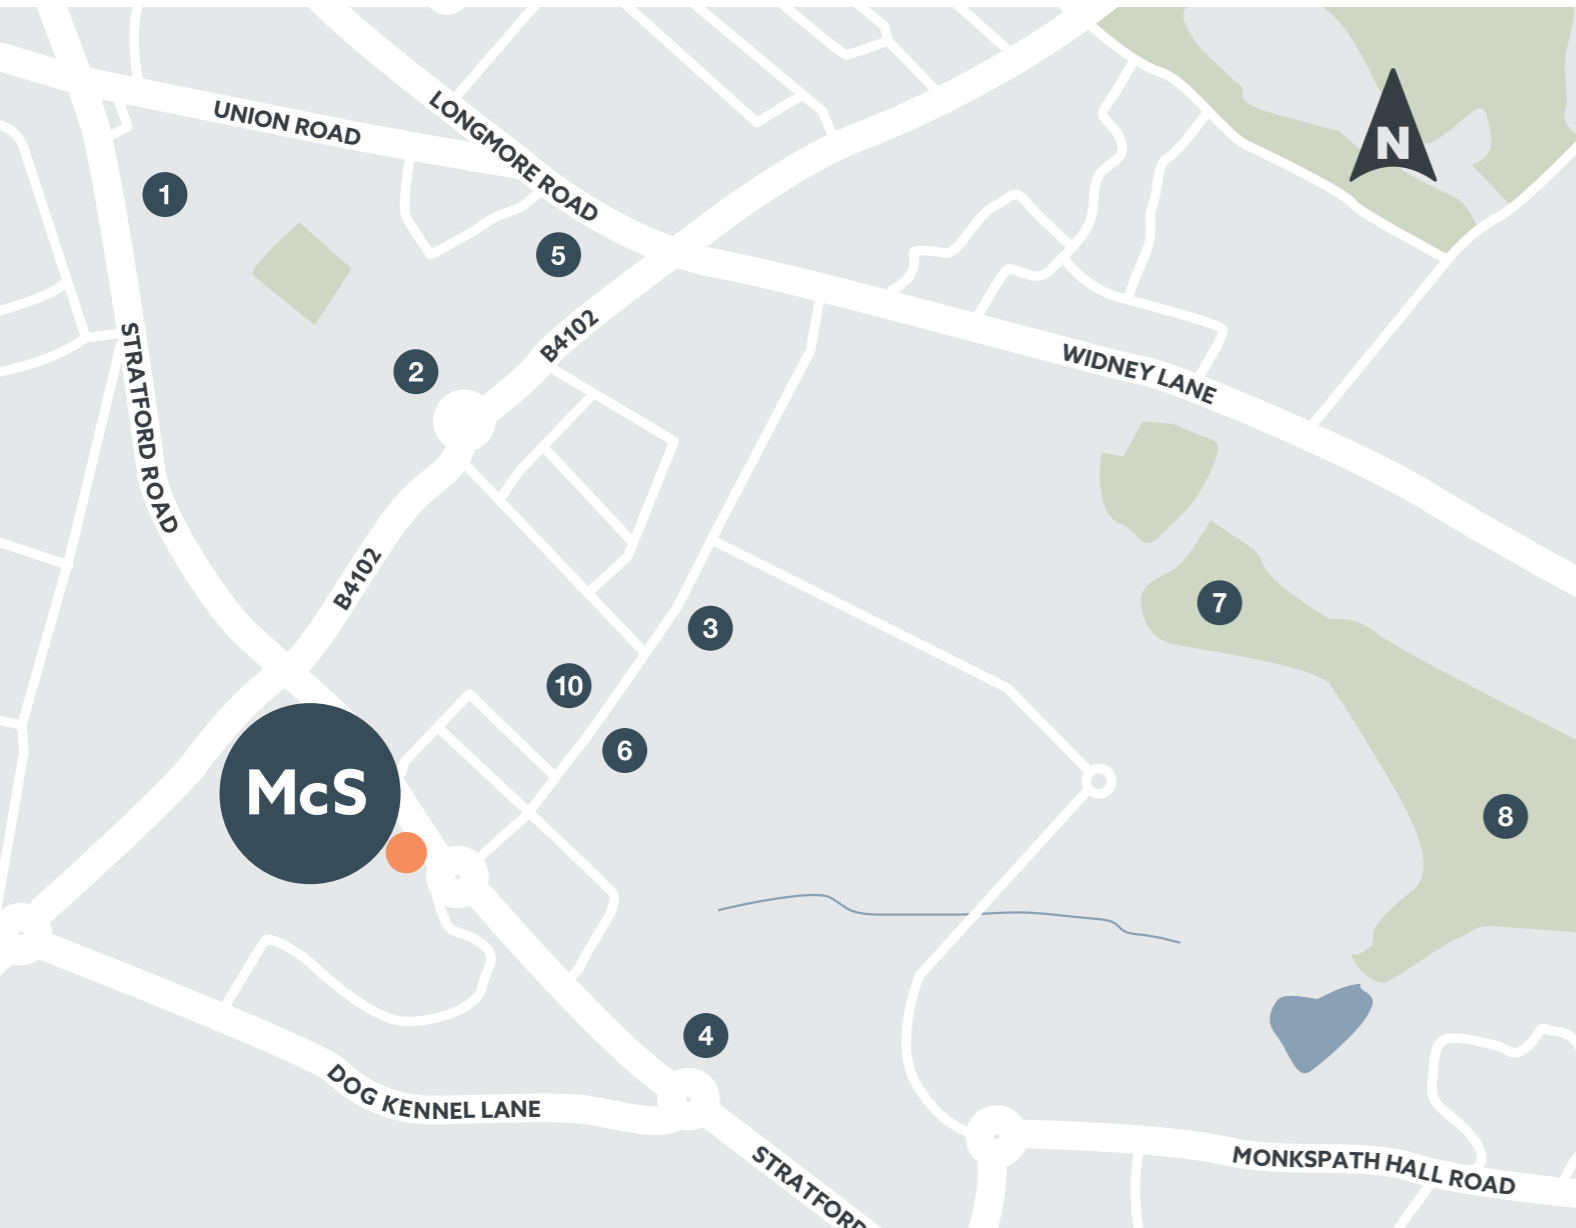 UNION ROAD
LONGMORE ROAD
N
1
5
B4102
STRATFORD ROAD
2
WIDNEY LANE
B4102
7
3
10
6
McS
8
4
DOG KENNEL LANE
STRATFORD
MONKSPATH HALL ROAD